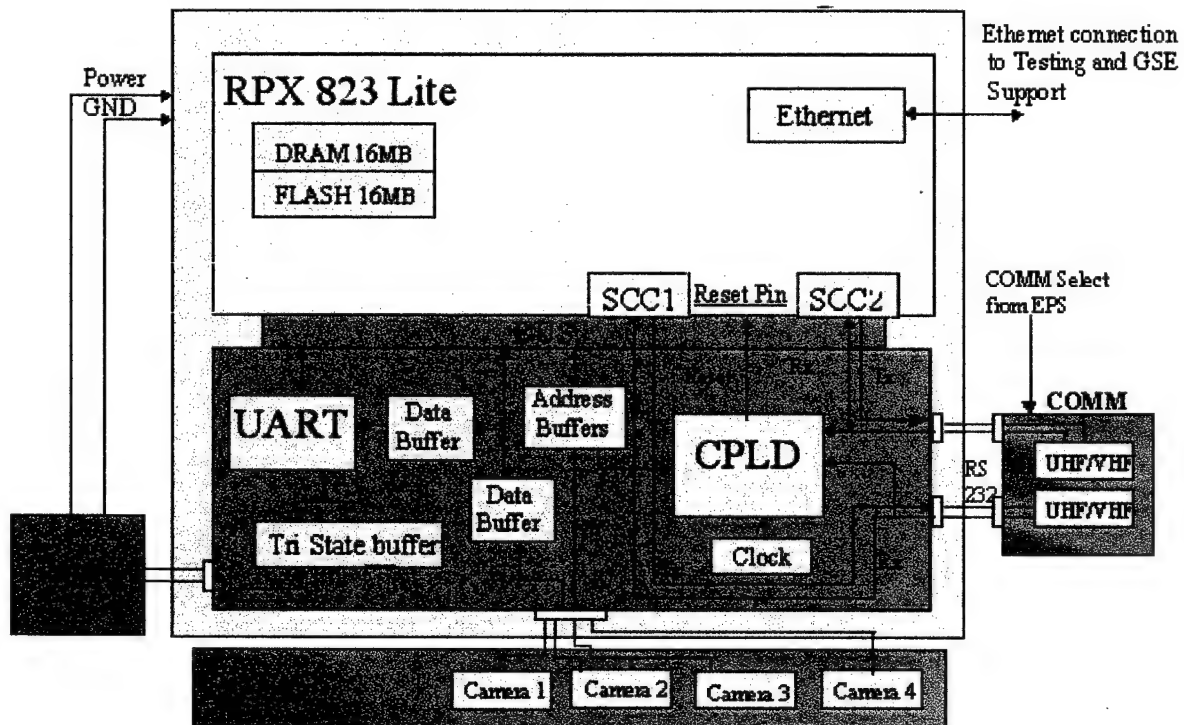 Ethernet connection
to Testing and GSE
Support
Power
GND
RPX 823 Lite
Ethernet
DRAM 16MB
FLASH 16MB
SCC1
Reset Pin
SCC2
COMM Select
from EPS
COMM
UART
Data
Buffer
Address
Buffers
CPLD
UHF/VHF
RS
232
UHF/VHF
Data
Buffer
Tri State buffer
Clock
Camera 1
Camera 2
Camera 3
Camera 4